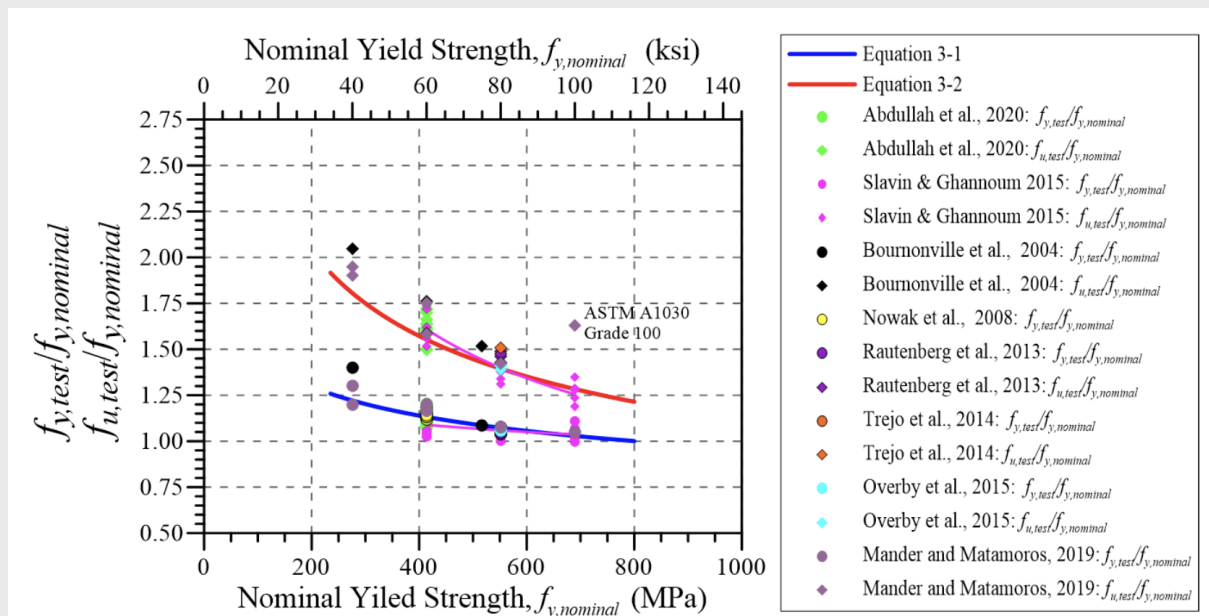 Nominal Yield Strength, f_y,nominal (ksi)
0 20 40 60 80 100 120 140
f_y,test/f_y,nominal
f_u,test/f_y,nominal
2.75
2.50
2.25
2.00
1.75
1.50
1.25
1.00
0.75
0.50
ASTM A1030
Grade 100
0 200 400 600 800 1000
Nominal Yiled Strength, f_y,nominal (MPa)
Equation 3-1
Equation 3-2
Abdullah et al., 2020: f_y,test/f_y,nominal
Abdullah et al., 2020: f_u,test/f_y,nominal
Slavin & Ghannoum 2015: f_y,test/f_y,nominal
Slavin & Ghannoum 2015: f_u,test/f_y,nominal
Bournonville et al., 2004: f_y,test/f_y,nominal
Bournonville et al., 2004: f_u,test/f_y,nominal
Nowak et al., 2008: f_y,test/f_y,nominal
Rautenberg et al., 2013: f_y,test/f_y,nominal
Rautenberg et al., 2013: f_u,test/f_y,nominal
Trejo et al., 2014: f_y,test/f_y,nominal
Trejo et al., 2014: f_u,test/f_y,nominal
Overby et al., 2015: f_y,test/f_y,nominal
Overby et al., 2015: f_u,test/f_y,nominal
Mander and Matamoros, 2019: f_y,test/f_y,nominal
Mander and Matamoros, 2019: f_u,test/f_y,nominal